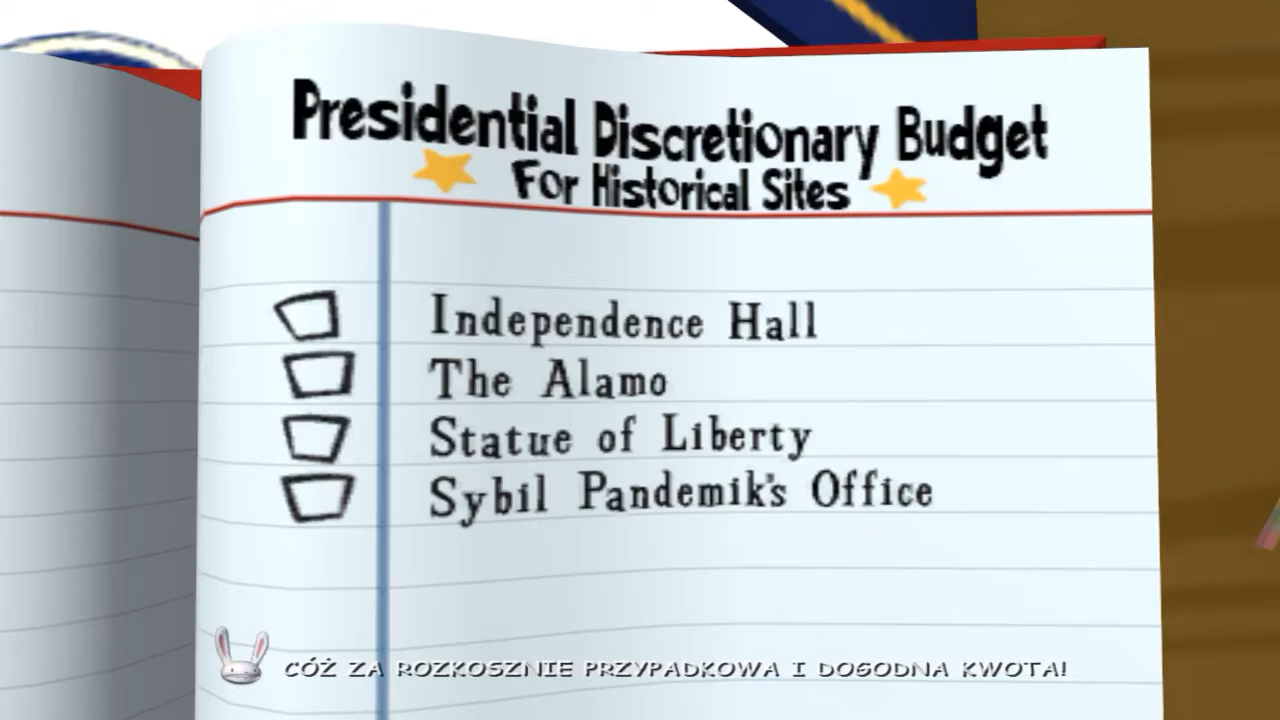 Presidential Discretionary Budget
For Historical Sites
Independence Hall
The Alamo
Statue of Liberty
Sybil Pandemik's Office
CÓŻ ZA ROZKOSZNIE PRZYPADKOWA I DOGODNA KWOTA!